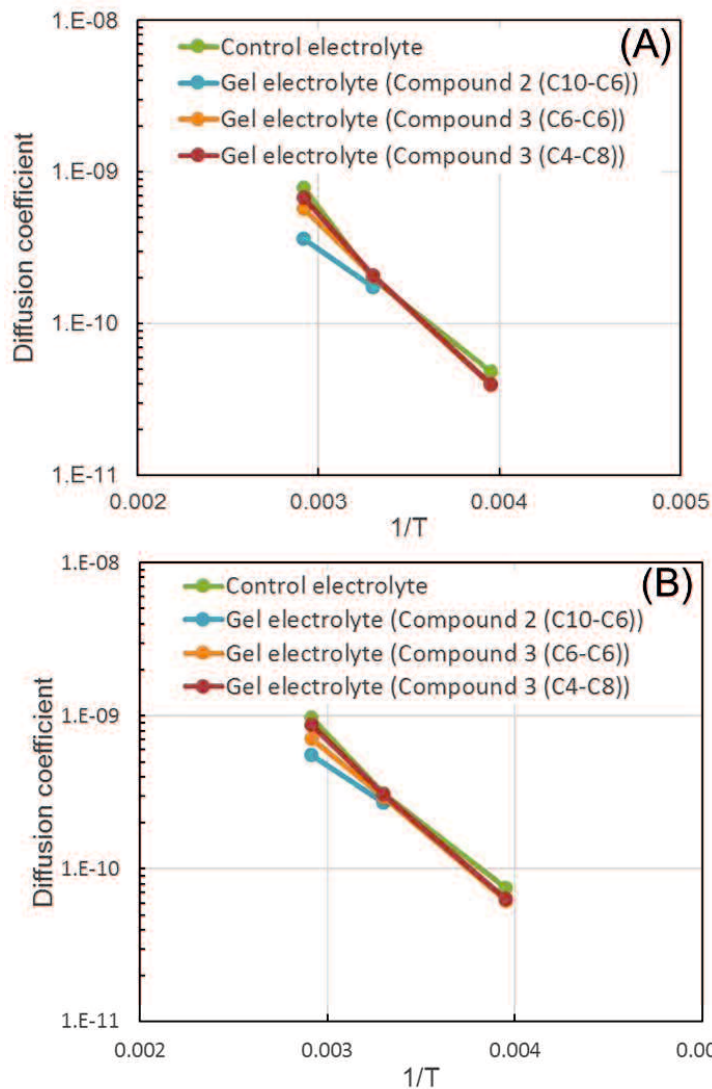 1.E-08
(A)
Control electrolyte
Gel electrolyte (Compound 2 (C10-C6))
Gel electrolyte (Compound 3 (C6-C6))
Gel electrolyte (Compound 3 (C4-C8))
1.E-09
Diffusion coefficient
1.E-10
1.E-11
0.002 0.003 0.004 0.005
1/T
1.E-08
(B)
Control electrolyte
Gel electrolyte (Compound 2 (C10-C6))
Gel electrolyte (Compound 3 (C6-C6))
Gel electrolyte (Compound 3 (C4-C8))
1.E-09
Diffusion coefficient
1.E-10
1.E-11
0.002 0.003 0.004 0.00
1/T